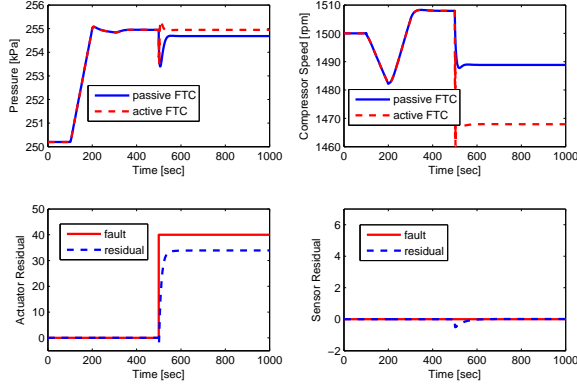 256
255
254
253
252
251
250
0 200 400 600 800 1000
Time [sec]
Pressure [kPa]
passive FTC
active FTC
1510
1500
1490
1480
1470
1460
0 200 400 600 800 1000
Time [sec]
Compressor Speed [rpm]
passive FTC
active FTC
50
40
30
20
10
0
0 200 400 600 800 1000
Time [sec]
Actuator Residual
fault
residual
6
4
2
0
−2
0 200 400 600 800 1000
Time [sec]
Sensor Residual
fault
residual